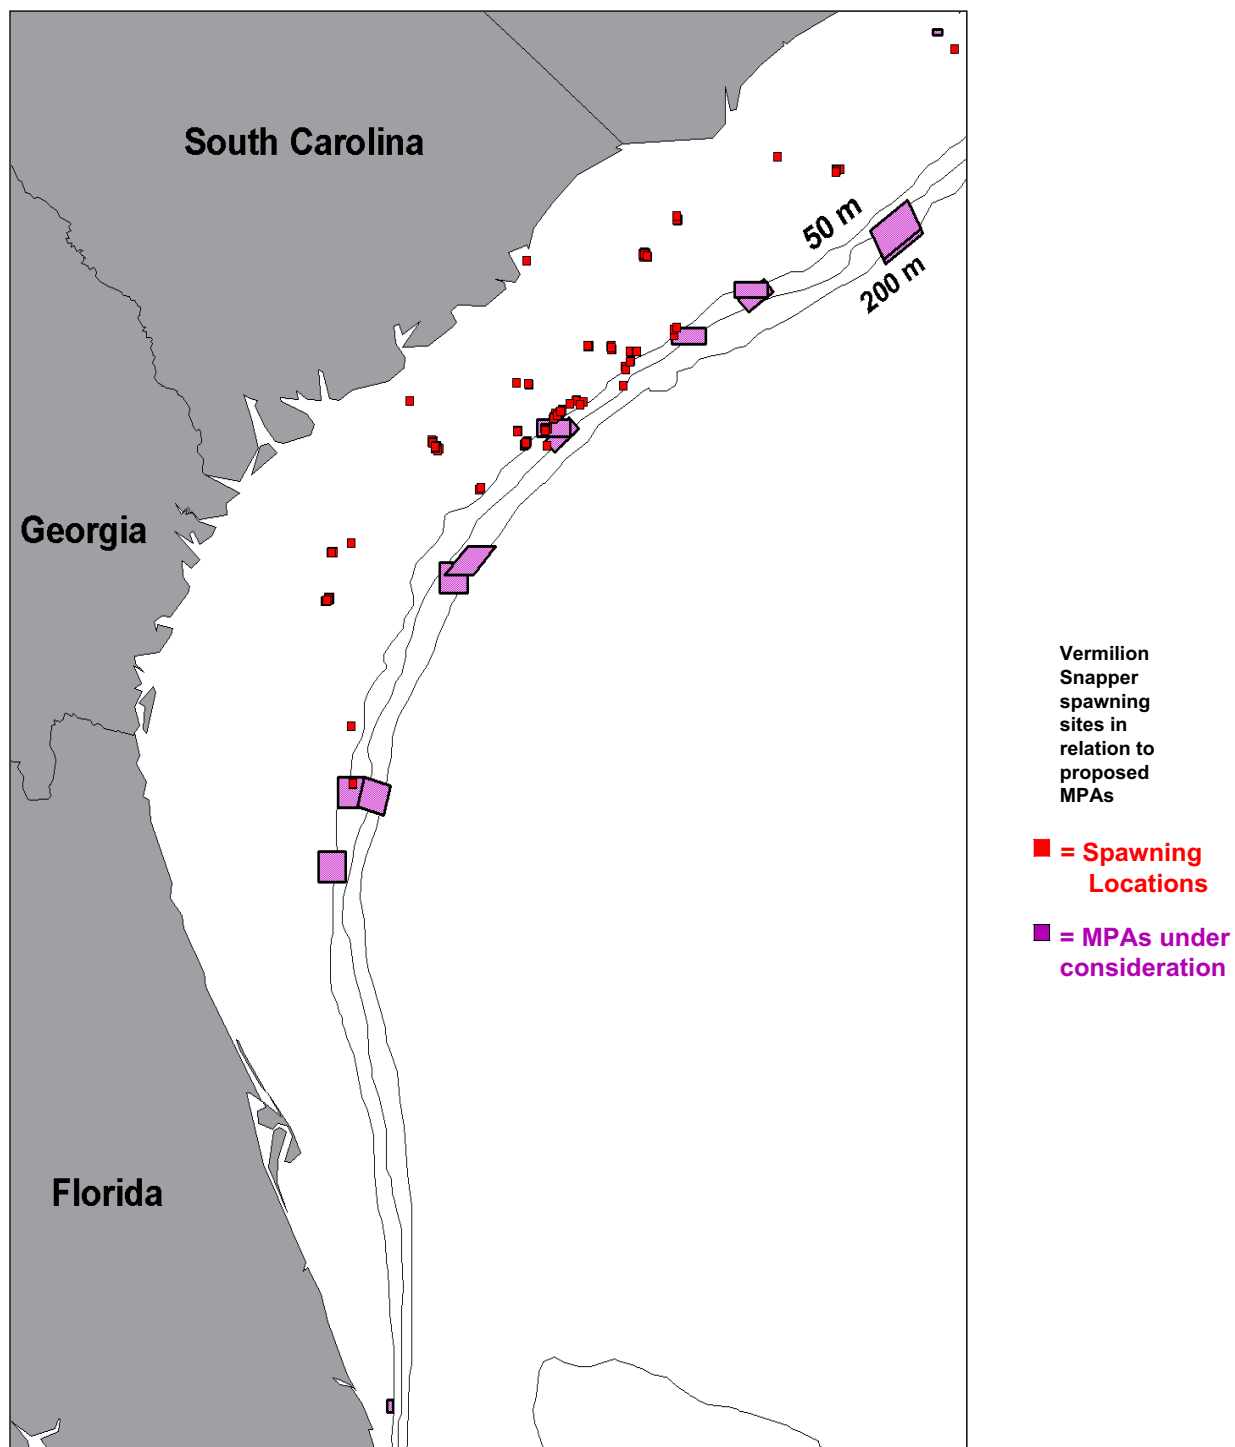 South Carolina
50 m
200 m
Georgia
Florida
Vermilion
Snapper
spawning
sites in
relation to
proposed
MPAs
= Spawning
Locations
= MPAs under
consideration